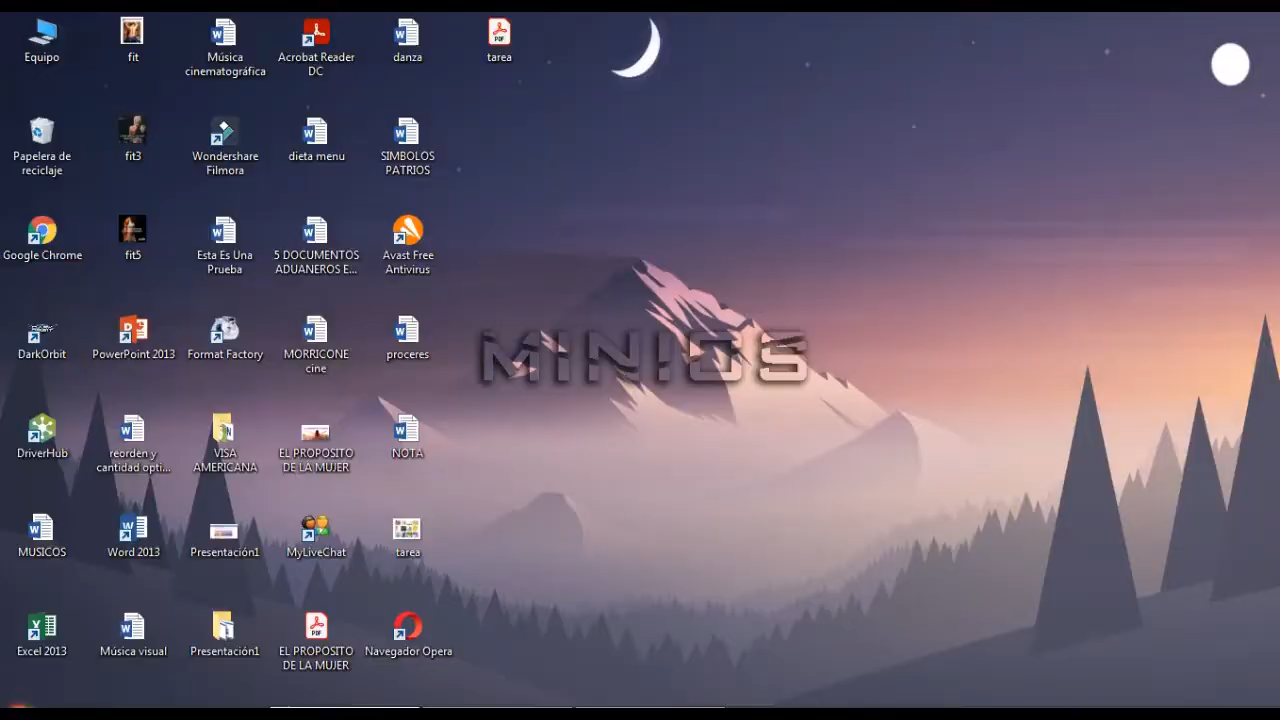 Equipo
fit
Música
cinematográfica
Acrobat Reader
DC
danza
tarea
Papelera de
reciclaje
fit3
Wondershare
Filmora
dieta menu
SIMBOLOS
PATRIOS
Google Chrome
fit5
Esta Es Una
Prueba
5 DOCUMENTOS
ADUANEROS E...
Avast Free
Antivirus
DarkOrbit
PowerPoint 2013
Format Factory
MORRICONE
cine
proceres
MINIOS
DriverHub
reorden y
cantidad opti...
VISA
AMERICANA
EL PROPOSITO
DE LA MUJER
NOTA
MUSICOS
Word 2013
Presentación1
MyLiveChat
tarea
Excel 2013
Música visual
Presentación1
EL PROPOSITO
DE LA MUJER
Navegador Opera